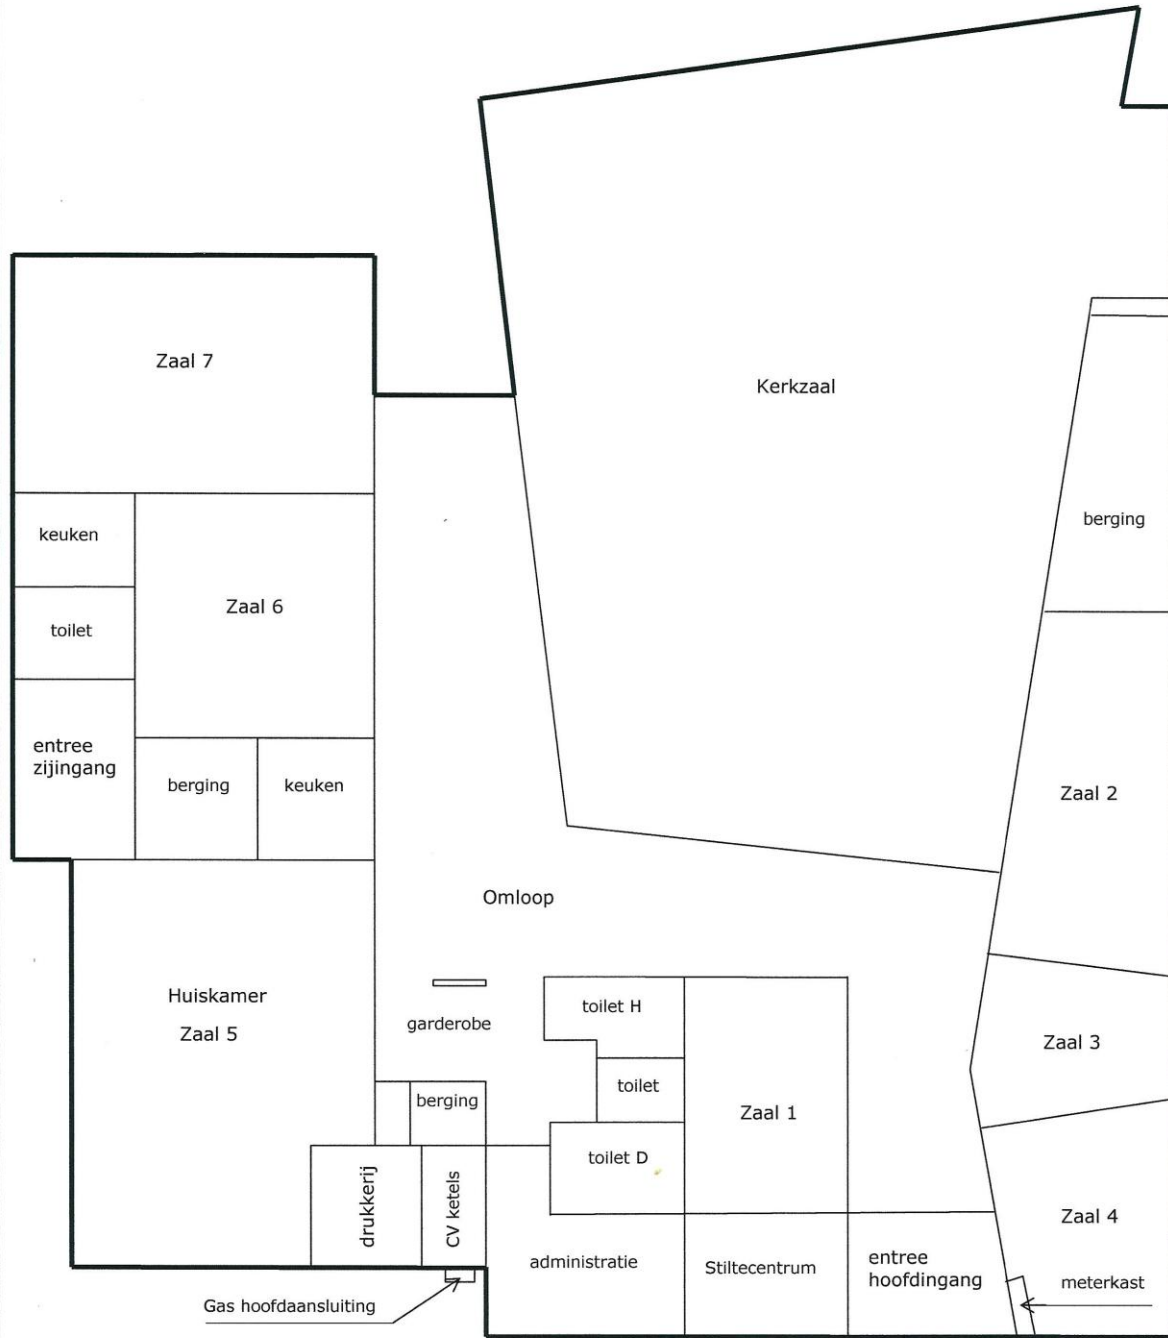 Zaal 7
Kerkzaal
keuken
berging
Zaal 6
toilet
entree
zijingang
berging
keuken
Zaal 2
Omloop
Huiskamer
Zaal 5
garderobe
toilet H
Zaal 3
toilet
berging
Zaal 1
toilet D
drukkerij
CV ketels
Zaal 4
administratie
Stiltecentrum
entree
hoofdingang
meterkast
Gas hoofdaansluiting